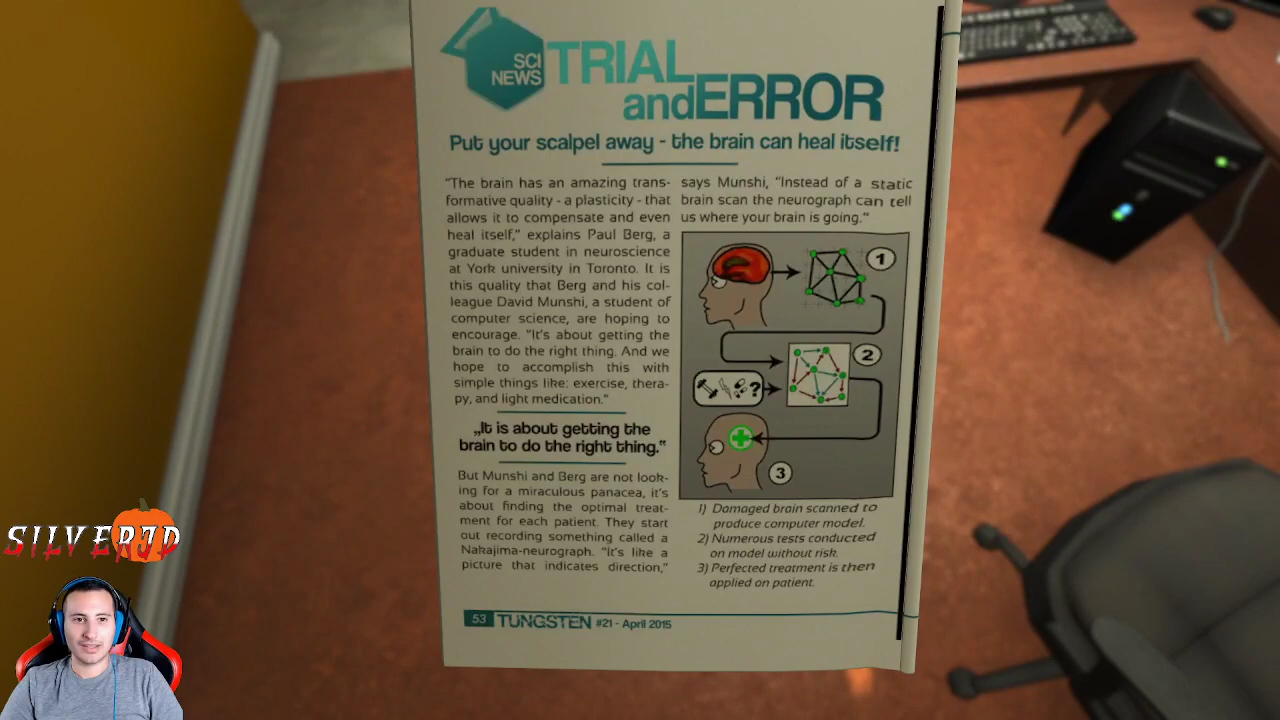 SCI
NEWS
TRIAL
andERROR
Put your scalpel away - the brain can heal itself!
"The brain has an amazing trans-
formative quality - a plasticity - that
allows it to compensate and even
heal itself," explains Paul Berg, a
graduate student in neuroscience
at York university in Toronto. It is
this quality that Berg and his col-
league David Munshi, a student of
computer science, are hoping to
encourage. "It's about getting the
brain to do the right thing. And we
hope to accomplish this with
simple things like: exercise, thera-
py, and light medication."
„It is about getting the
brain to do the right thing."
But Munshi and Berg are not look-
ing for a miraculous panacea, it's
about finding the optimal treat-
ment for each patient. They start
out recording something called a
Nakajima-neurograph. "It's like a
picture that indicates direction,"
says Munshi, "Instead of a static
brain scan the neurograph can tell
us where your brain is going."
1
2
?
3
1) Damaged brain scanned to
produce computer model.
2) Numerous tests conducted
on model without risk.
3) Perfected treatment is then
applied on patient.
53 TUNGSTEN #21 - April 2015
SILVER7D